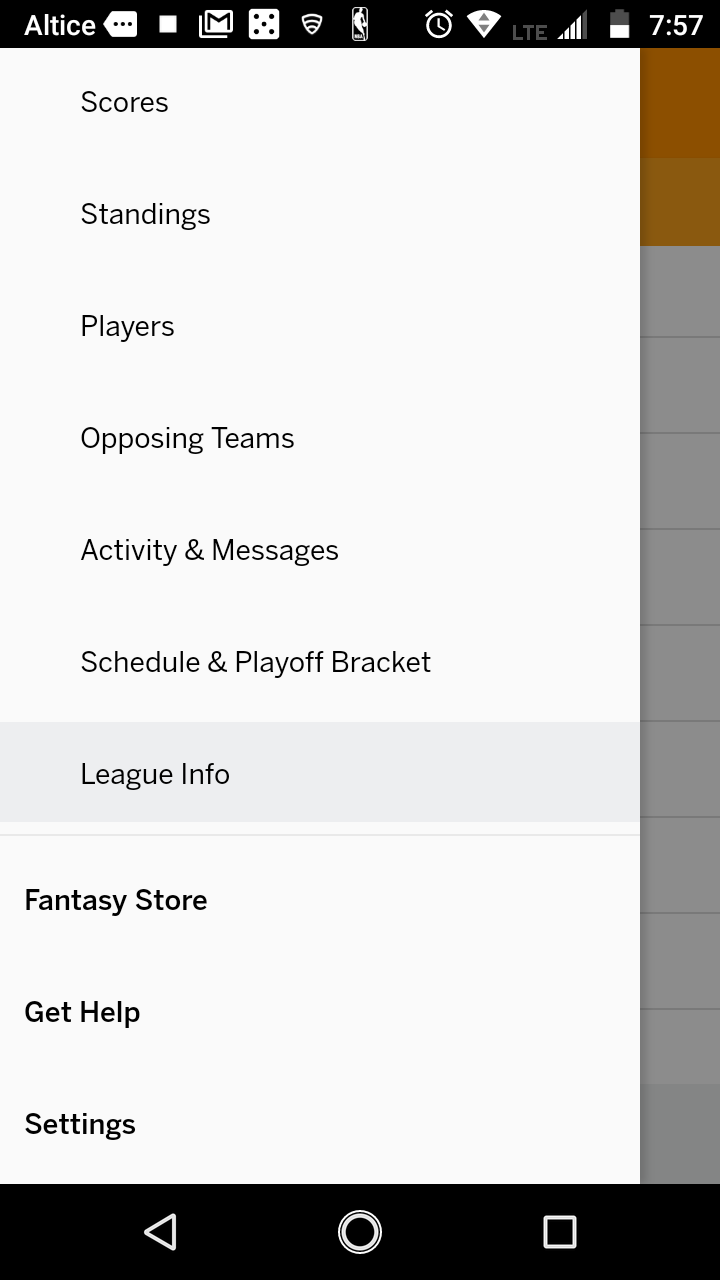 Altice LTE 7:57
Scores
Standings
Players
Opposing Teams
Activity & Messages
Schedule & Playoff Bracket
League Info
Fantasy Store
Get Help
Settings